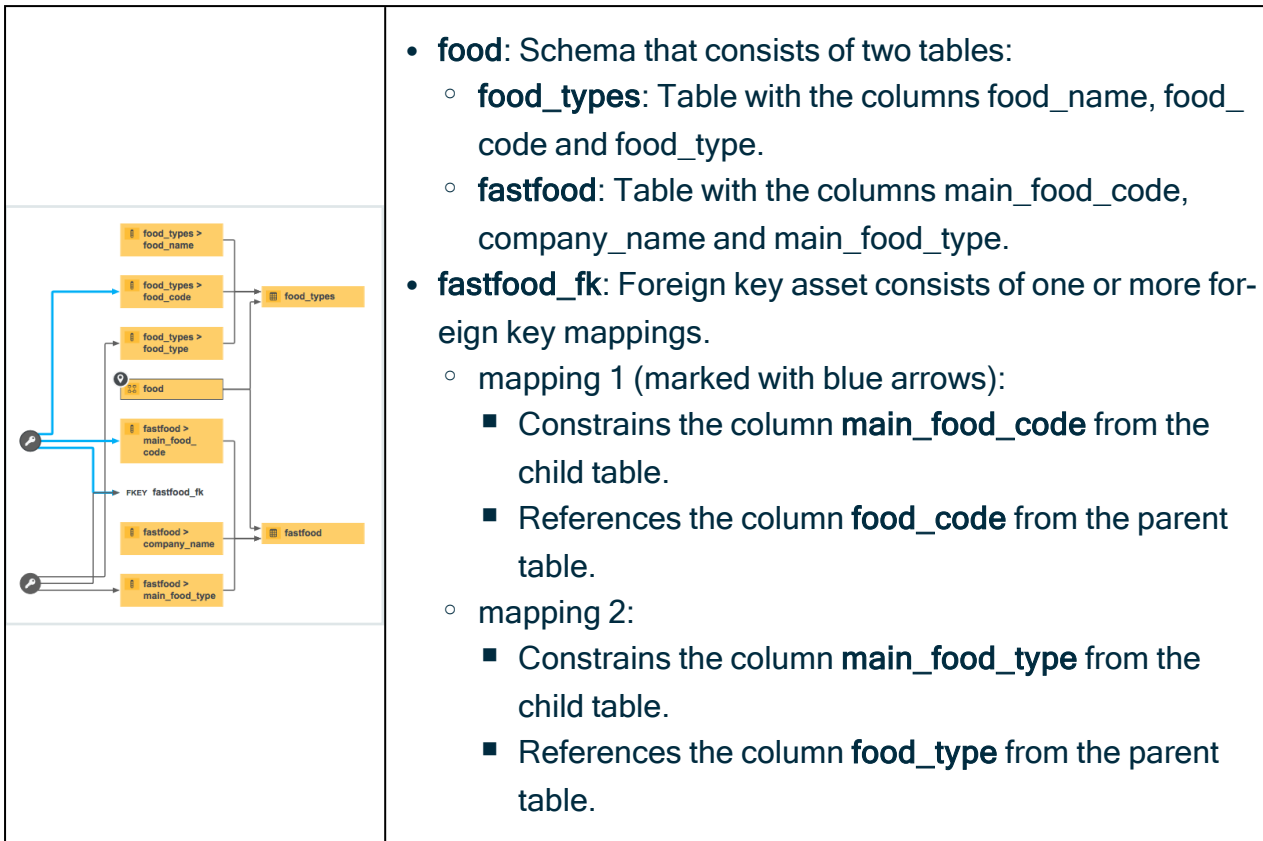 food_types >
food_name
food_types >
food_code
food_types
food_types >
food_type
food
fastfood >
main_food_
code
FKEY fastfood_fk
fastfood >
company_name
fastfood
fastfood >
main_food_type
• food: Schema that consists of two tables:
◦ food_types: Table with the columns food_name, food_
code and food_type.
◦ fastfood: Table with the columns main_food_code,
company_name and main_food_type.
• fastfood_fk: Foreign key asset consists of one or more for-
eign key mappings.
◦ mapping 1 (marked with blue arrows):
▪ Constrains the column main_food_code from the
child table.
▪ References the column food_code from the parent
table.
◦ mapping 2:
▪ Constrains the column main_food_type from the
child table.
▪ References the column food_type from the parent
table.